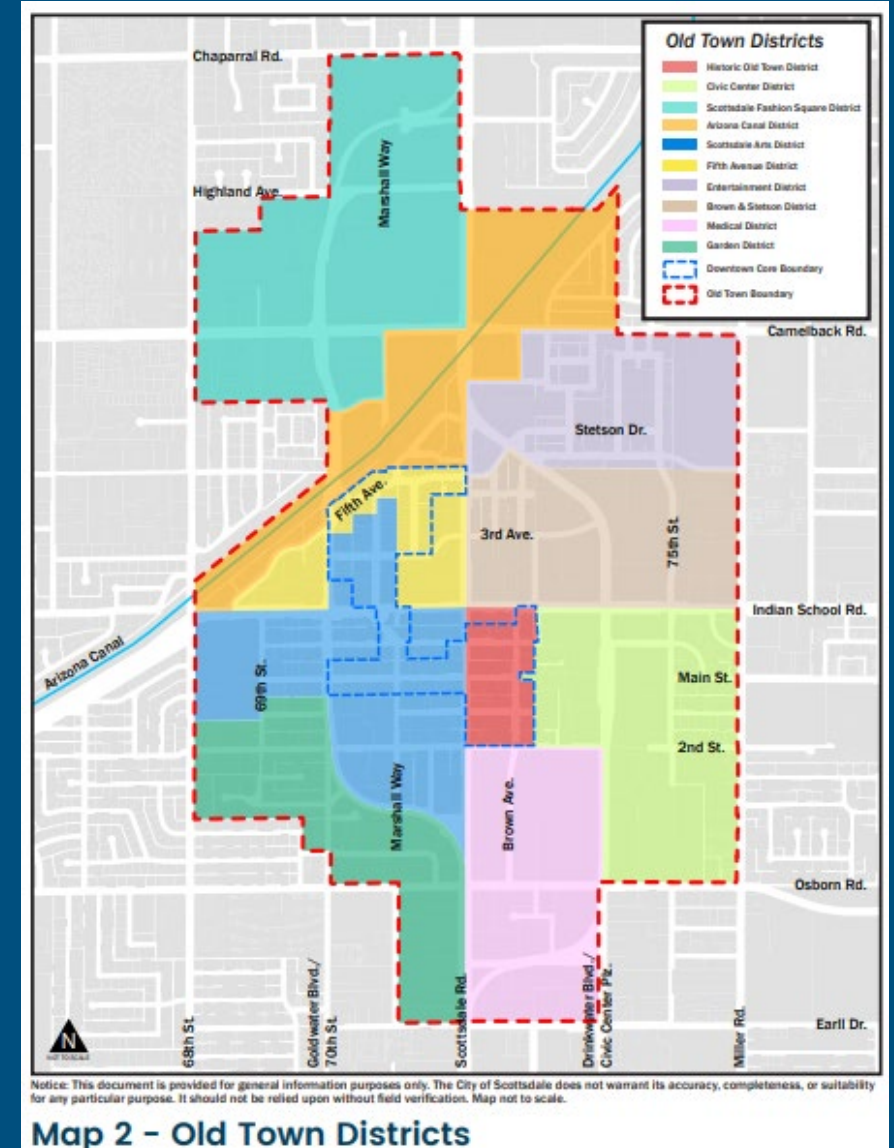 Old Town Districts
Historic Old Town District
Civic Center District
Scottsdale Fashion Square District
Arizona Canal District
Scottsdale Arts District
Fifth Avenue District
Entertainment District
Brown & Stetson District
Medical District
Garden District
Downtown Core Boundary
Old Town Boundary
Chaparral Rd.
Marshall Way
Highland Ave.
Camelback Rd.
Stetson Dr.
Fifth Ave.
3rd Ave.
75th St.
Indian School Rd.
Arizona Canal
69th St.
Main St.
2nd St.
Marshall Way
Brown Ave.
Osborn Rd.
68th St.
Goldwater Blvd./
70th St.
Scottsdale Rd.
Drinkwater Blvd./
Civic Center Plz.
Miller Rd.
Earll Dr.
N
NOT TO SCALE
Notice: This document is provided for general information purposes only. The City of Scottsdale does not warrant its accuracy, completeness, or suitability
for any particular purpose. It should not be relied upon without field verification. Map not to scale.
Map 2 - Old Town Districts